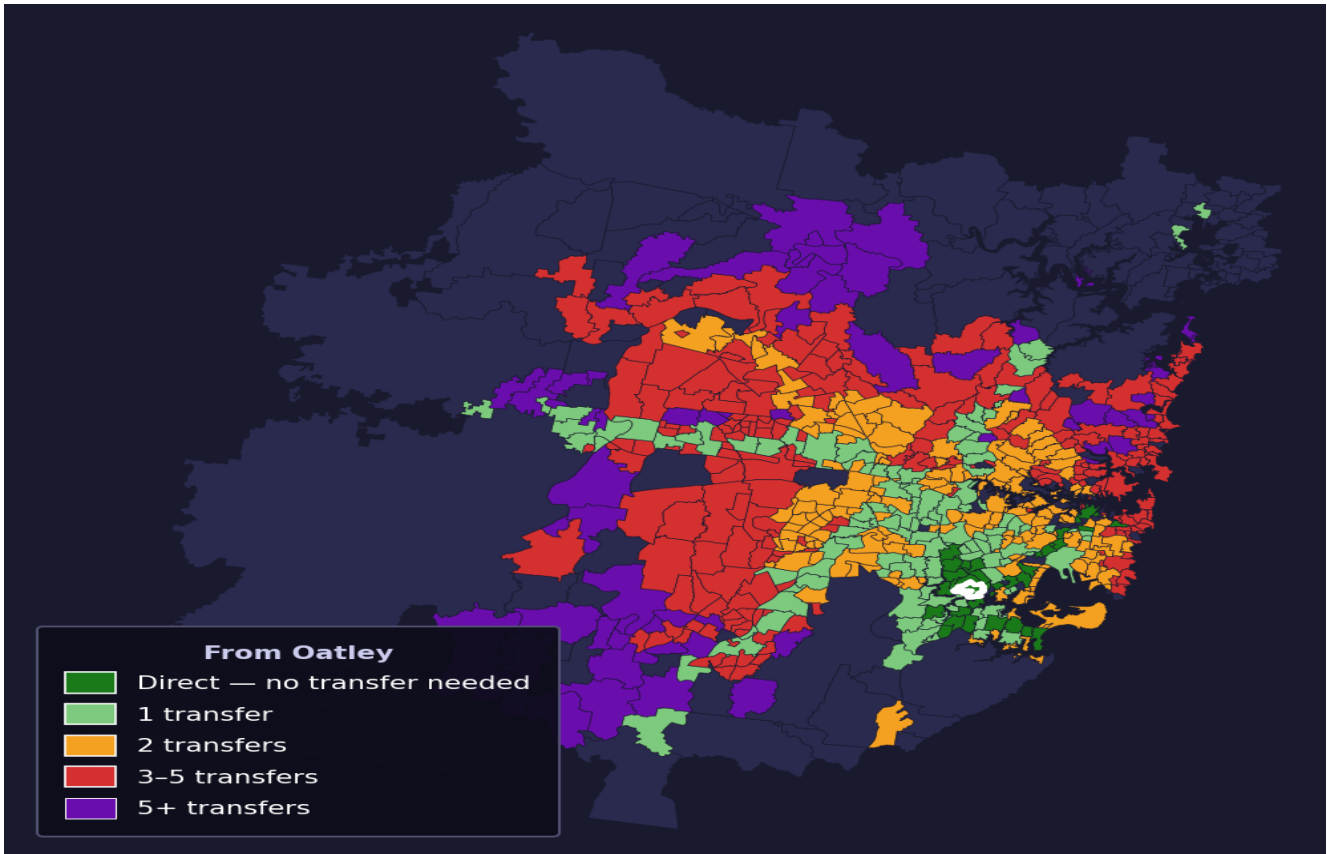 From Oatley
Direct — no transfer needed
1 transfer
2 transfers
3–5 transfers
5+ transfers